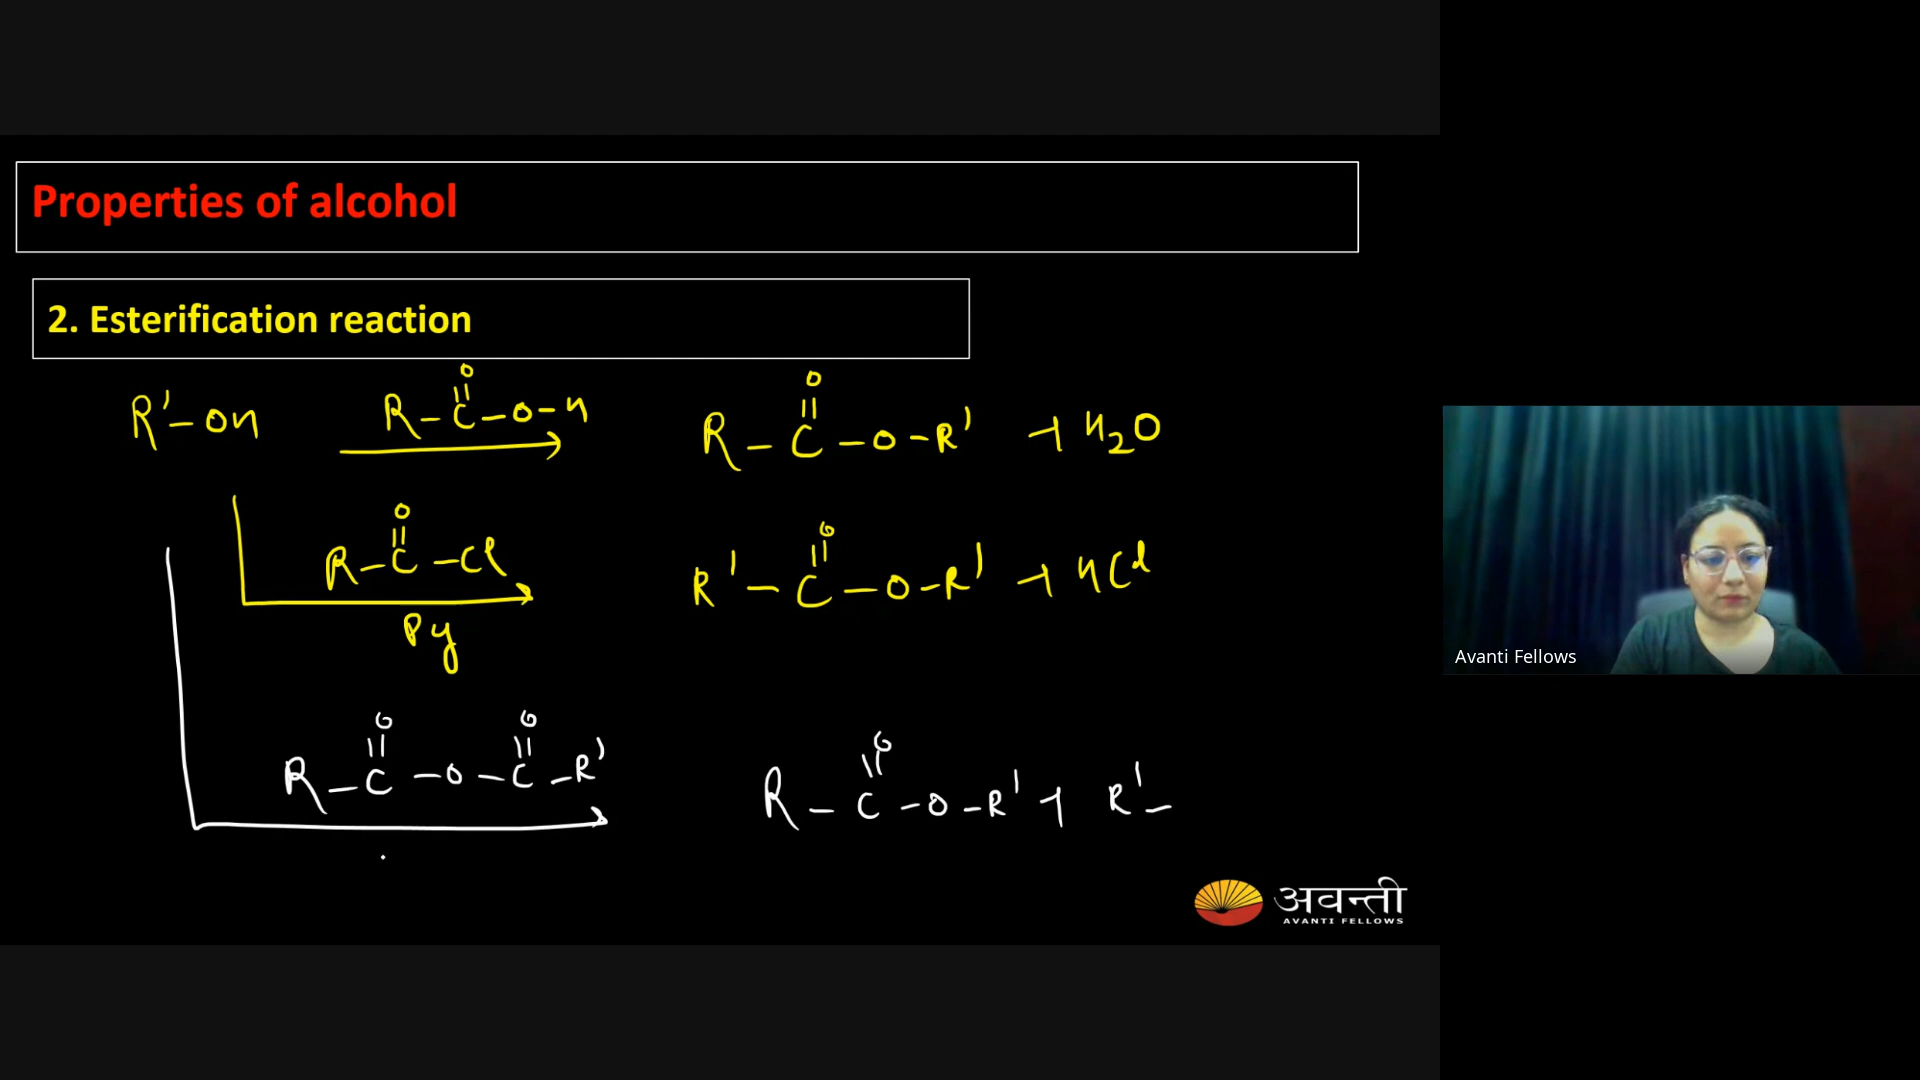 Properties of alcohol
2. Esterification reaction
R'-OH R-C(=O)-O-H → R-C(=O)-O-R' + H2O
R-C(=O)-Cl → R'-C(=O)-O-R' + HCl
Py
R-C(=O)-O-C(=O)-R' → R-C(=O)-O-R' + R'-
Avanti Fellows
अवन्ती
AVANTI FELLOWS